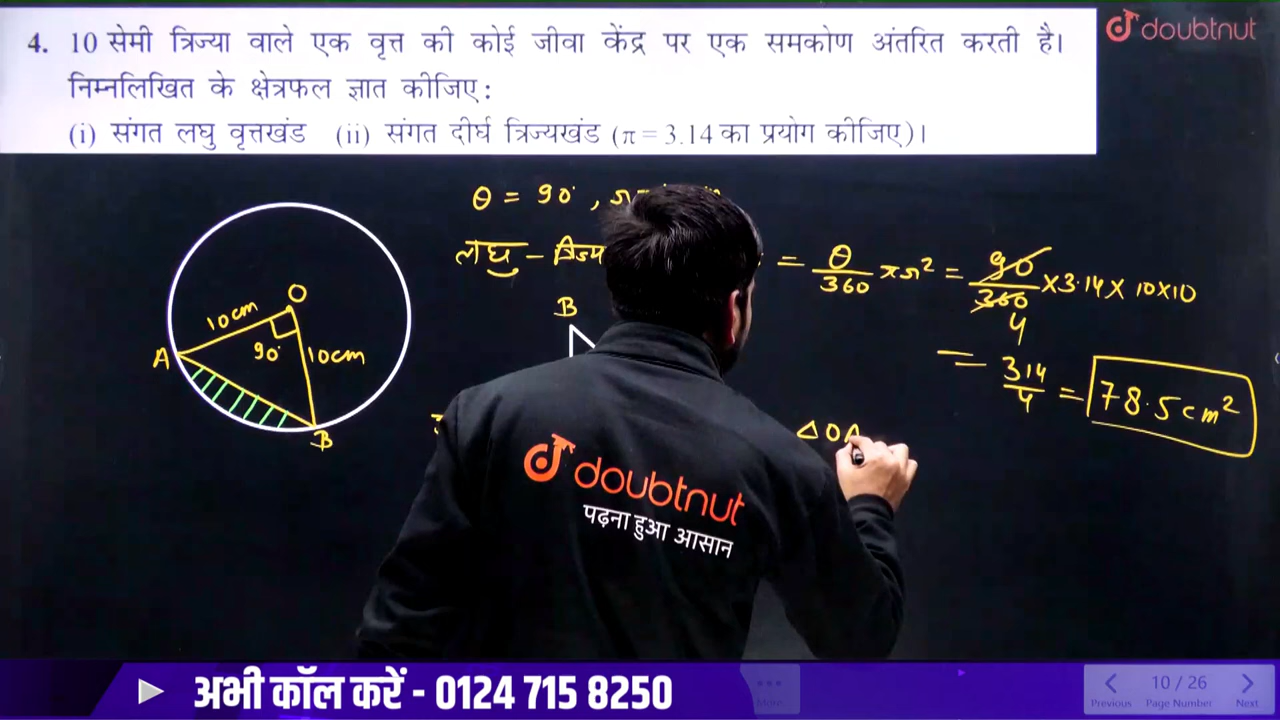 4. 10 सेमी त्रिज्या वाले एक वृत्त की कोई जीवा केंद्र पर एक समकोण अंतरित करती है।
निम्नलिखित के क्षेत्रफल ज्ञात कीजिए:
(i) संगत लघु वृत्तखंड (ii) संगत दीर्घ त्रिज्यखंड (π = 3.14 का प्रयोग कीजिए)।
doubtnut
θ = 90°,
लघु - = θ/360 πr² = 90/360 × 3.14 × 10×10
4
= 314/4 = 78.5 cm²
O
10cm
90°
10cm
A
B
B
Δ OA
doubtnut
पढ़ना हुआ आसान
अभी कॉल करें - 0124 715 8250
More
Previous
10 / 26
Page Number
Next